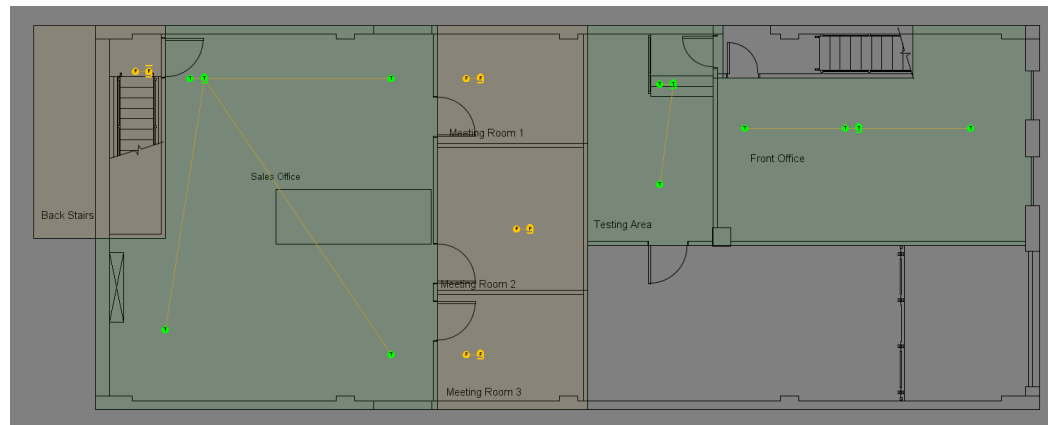 Meeting Room 1
Front Office
Sales Office
Back Stairs
Testing Area
Meeting Room 2
Meeting Room 3